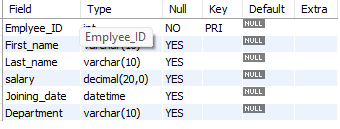 Field Type Null Key Default Extra
Emplyee_ID int NO PRI NULL
Emplyee_ID
First_name varchar(10) YES NULL
Last_name varchar(10) YES NULL
salary decimal(20,0) YES NULL
Joining_date datetime YES NULL
Department varchar(10) YES NULL